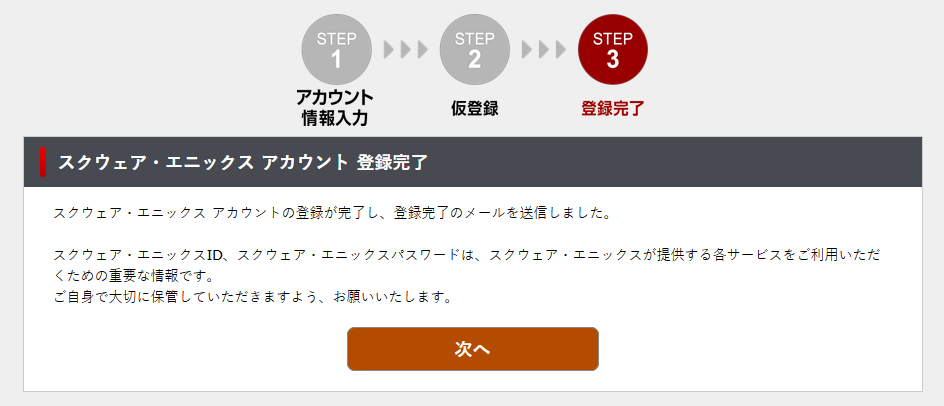 STEP 1
STEP 2
STEP 3
アカウント
情報入力
仮登録
登録完了
スクウェア・エニックス アカウント 登録完了
スクウェア・エニックス アカウントの登録が完了し、登録完了のメールを送信しました。
スクウェア・エニックスID、スクウェア・エニックスパスワードは、スクウェア・エニックスが提供する各サービスをご利用いただ
くための重要な情報です。
ご自身で大切に保管していただきますよう、お願いいたします。
次へ